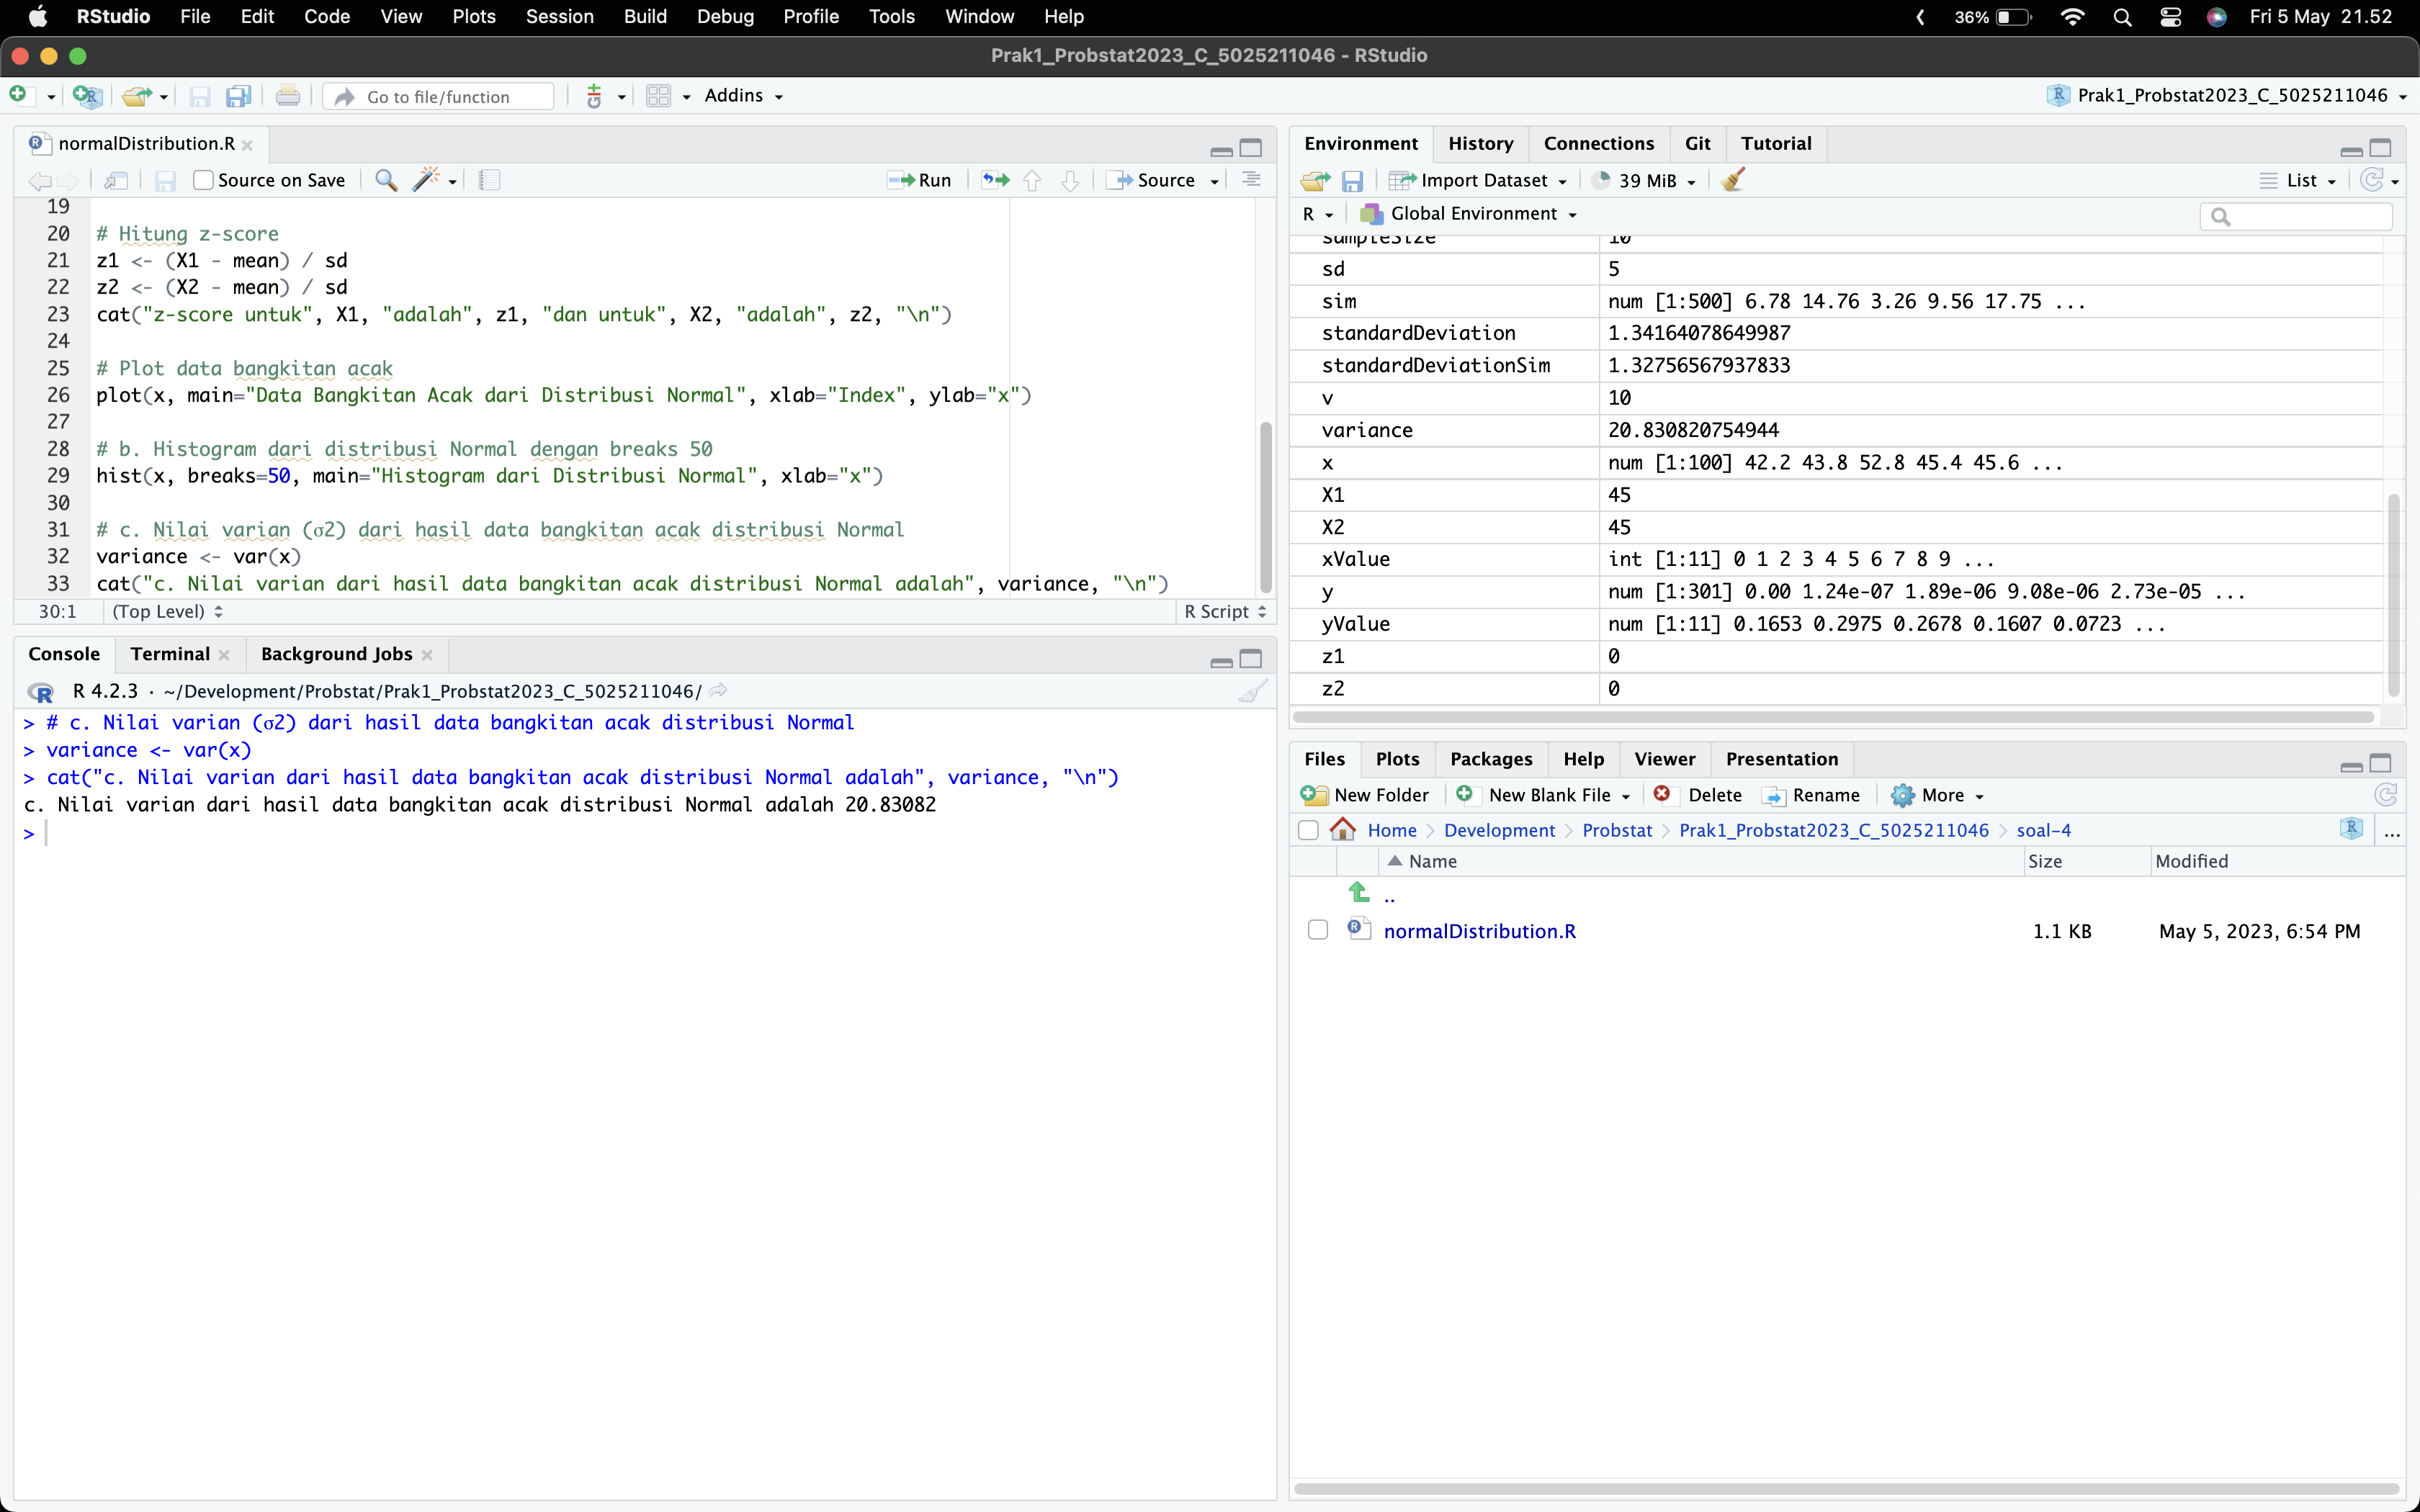 RStudio File Edit Code View Plots Session Build Debug Profile Tools Window Help 36% Fri 5 May 21.52
Prak1_Probstat2023_C_5025211046 - RStudio
Go to file/function Addins Prak1_Probstat2023_C_5025211046
normalDistribution.R
Source on Save Run Source
19
20 # Hitung z-score
21 z1 <- (X1 - mean) / sd
22 z2 <- (X2 - mean) / sd
23 cat("z-score untuk", X1, "adalah", z1, "dan untuk", X2, "adalah", z2, "\n")
24
25 # Plot data bangkitan acak
26 plot(x, main="Data Bangkitan Acak dari Distribusi Normal", xlab="Index", ylab="x")
27
28 # b. Histogram dari distribusi Normal dengan breaks 50
29 hist(x, breaks=50, main="Histogram dari Distribusi Normal", xlab="x")
30
31 # c. Nilai varian (σ2) dari hasil data bangkitan acak distribusi Normal
32 variance <- var(x)
33 cat("c. Nilai varian dari hasil data bangkitan acak distribusi Normal adalah", variance, "\n")
30:1 (Top Level) R Script
Console Terminal Background Jobs
R 4.2.3 · ~/Development/Probstat/Prak1_Probstat2023_C_5025211046/
> # c. Nilai varian (σ2) dari hasil data bangkitan acak distribusi Normal
> variance <- var(x)
> cat("c. Nilai varian dari hasil data bangkitan acak distribusi Normal adalah", variance, "\n")
c. Nilai varian dari hasil data bangkitan acak distribusi Normal adalah 20.83082
>
Environment History Connections Git Tutorial
Import Dataset 39 MiB List
R Global Environment
sampleSize 10
sd 5
sim num [1:500] 6.78 14.76 3.26 9.56 17.75 ...
standardDeviation 1.34164078649987
standardDeviationSim 1.32756567937833
v 10
variance 20.830820754944
x num [1:100] 42.2 43.8 52.8 45.4 45.6 ...
X1 45
X2 45
xValue int [1:11] 0 1 2 3 4 5 6 7 8 9 ...
y num [1:301] 0.00 1.24e-07 1.89e-06 9.08e-06 2.73e-05 ...
yValue num [1:11] 0.1653 0.2975 0.2678 0.1607 0.0723 ...
z1 0
z2 0
Files Plots Packages Help Viewer Presentation
New Folder New Blank File Delete Rename More
Home Development Probstat Prak1_Probstat2023_C_5025211046 soal-4 ...
Name Size Modified
..
normalDistribution.R 1.1 KB May 5, 2023, 6:54 PM